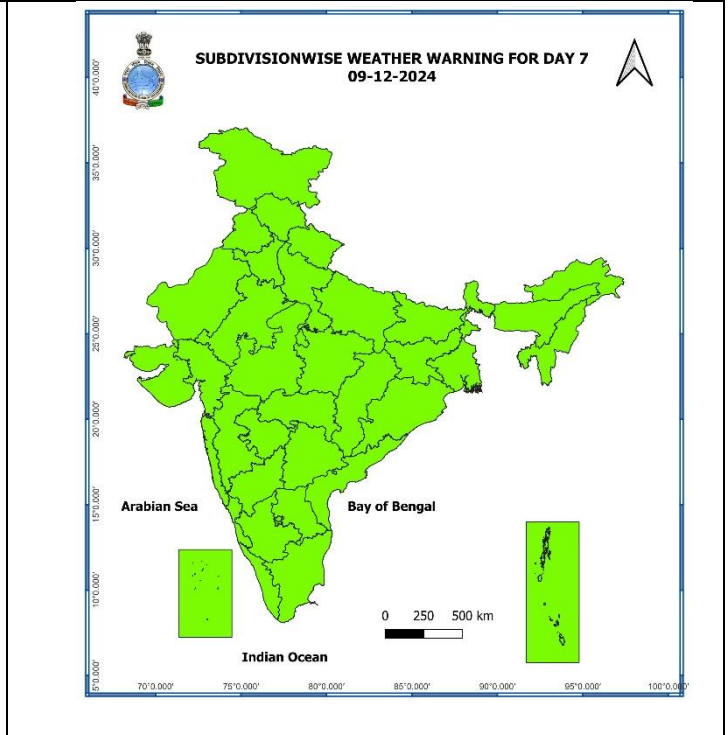 SUBDIVISIONWISE WEATHER WARNING FOR DAY 7
09-12-2024
40°0.000'
35°0.000'
30°0.000'
25°0.000'
20°0.000'
15°0.000'
10°0.000'
5°0.000'
Arabian Sea
Bay of Bengal
0 250 500 km
Indian Ocean
70°0.000' 75°0.000' 80°0.000' 85°0.000' 90°0.000' 95°0.000' 100°0.000'